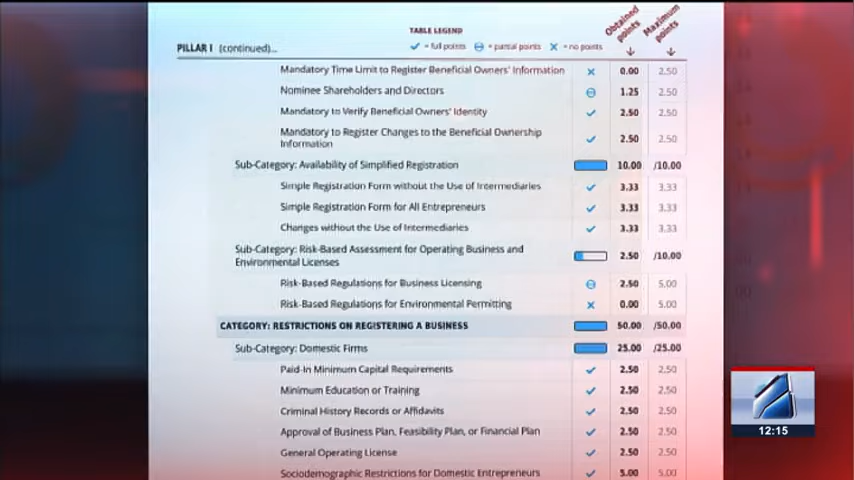 TABLE LEGEND
Obtained points
Maximum points
PILLAR I (continued)...
✓ = full points = partial points × = no points
Mandatory Time Limit to Register Beneficial Owners' Information 0.00 2.50
Nominee Shareholders and Directors 1.25 2.50
Mandatory to Verify Beneficial Owners' Identity 2.50 2.50
Mandatory to Register Changes to the Beneficial Ownership
Information 2.50 2.50
Sub-Category: Availability of Simplified Registration 10.00 /10.00
Simple Registration Form without the Use of Intermediaries 3.33 3.33
Simple Registration Form for All Entrepreneurs 3.33 3.33
Changes without the Use of Intermediaries 3.33 3.33
Sub-Category: Risk-Based Assessment for Operating Business and
Environmental Licenses 2.50 /10.00
Risk-Based Regulations for Business Licensing 2.50 5.00
Risk-Based Regulations for Environmental Permitting 0.00 5.00
CATEGORY: RESTRICTIONS ON REGISTERING A BUSINESS 50.00 /50.00
Sub-Category: Domestic Firms 25.00 /25.00
Paid-In Minimum Capital Requirements 2.50 2.50
Minimum Education or Training 2.50 2.50
Criminal History Records or Affidavits 2.50 2.50
Approval of Business Plan, Feasibility Plan, or Financial Plan 2.50 2.50
General Operating License 2.50 2.50
Sociodemographic Restrictions for Domestic Entrepreneurs 5.00 5.00
12:15